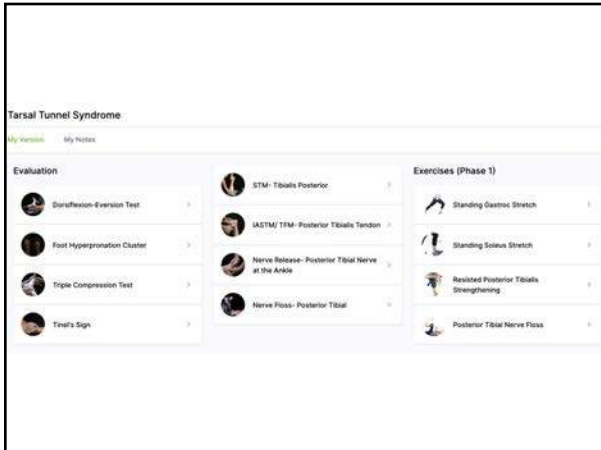 Tarsal Tunnel Syndrome
My Version My Notes
Evaluation
Dorsiflexion-Eversion Test
Foot Hyperpronation Cluster
Triple Compression Test
Tinel's Sign
STM- Tibialis Posterior
IASTM/ TFM- Posterior Tibialis Tendon
Nerve Release- Posterior Tibial Nerve
at the Ankle
Nerve Floss- Posterior Tibial
Exercises (Phase 1)
Standing Gastroc Stretch
Standing Soleus Stretch
Resisted Posterior Tibialis
Strengthening
Posterior Tibial Nerve Floss